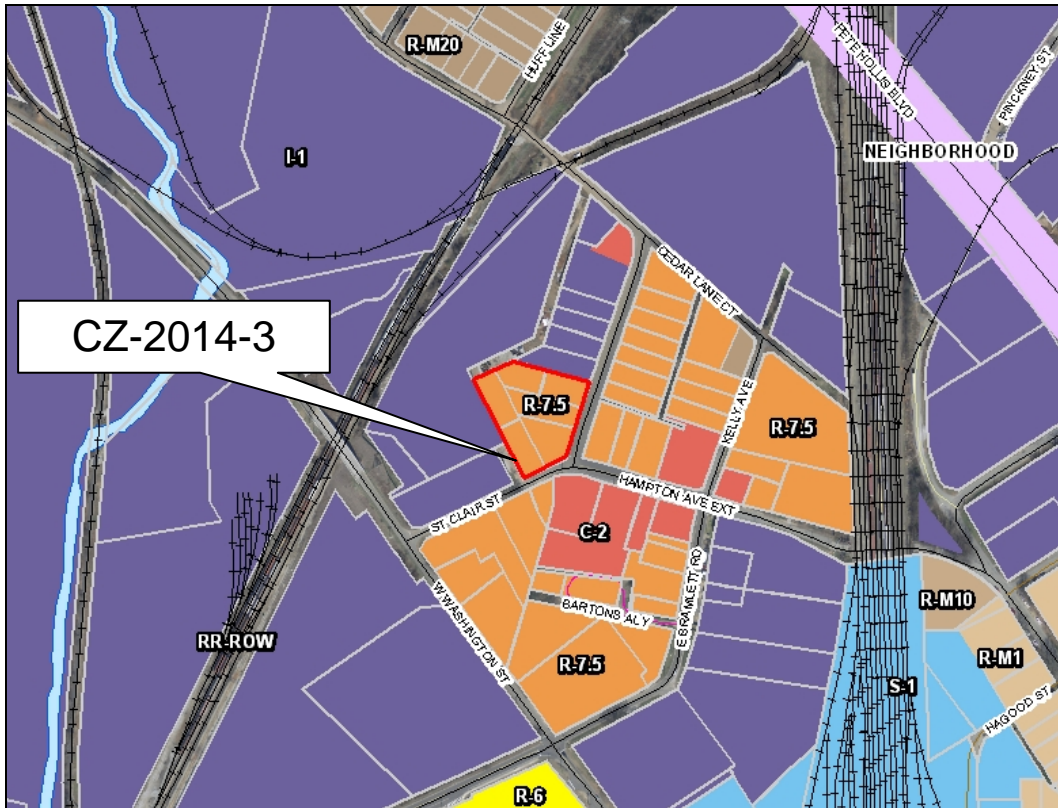 R-M20
HUFF LINE
PETE HOLLIS BLVD
PINCKNEY ST
I-1
NEIGHBORHOOD
CEDAR LANE CT
CZ-2014-3
R-7.5
KELLY AVE
R-7.5
HAMPTON AVE EXT
ST CLAIR ST
C-2
E BRAMLETT RD
R-M10
BARTONS ALY
W WASHINGTON ST
RR-ROW
R-7.5
R-M1
S-1
HAGOOD ST
R-6